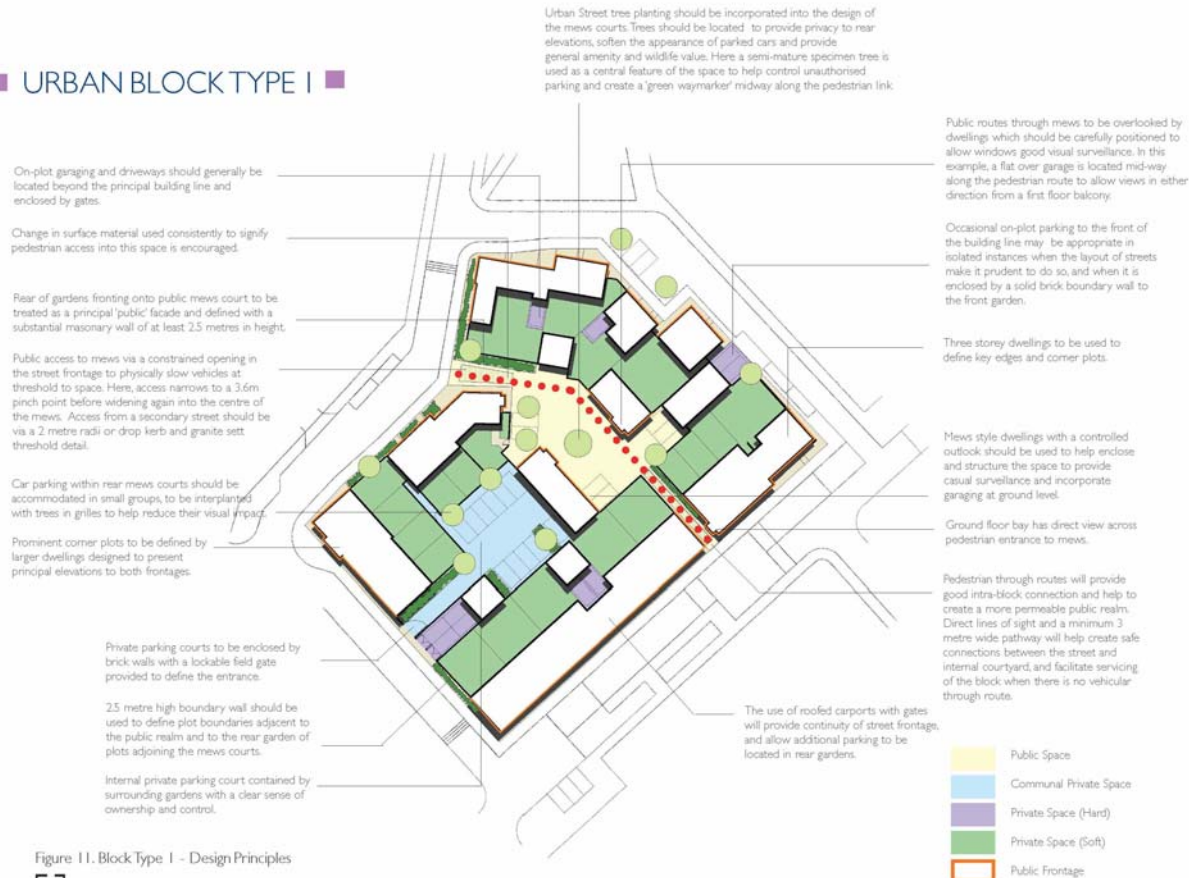 URBAN BLOCK TYPE 1
Urban Street tree planting should be incorporated into the design of
the mews courts. Trees should be located to provide privacy to rear
elevations, soften the appearance of parked cars and provide
general amenity and wildlife value. Here a semi-mature specimen tree is
used as a central feature of the space to help control unauthorised
parking and create a 'green waymarker' midway along the pedestrian link
On-plot garaging and driveways should generally be
located beyond the principal building line and
enclosed by gates.
Change in surface material used consistently to signify
pedestrian access into this space is encouraged.
Rear of gardens fronting onto public mews court to be
treated as a principal 'public' facade and defined with a
substantial masonary wall of at least 2.5 metres in height.
Public access to mews via a constrained opening in
the street frontage to physically slow vehicles at
threshold to space. Here, access narrows to a 3.6m
pinch point before widening again into the centre of
the mews. Access from a secondary street should be
via a 2 metre radii or drop kerb and granite sett
threshold detail.
Car parking within rear mews courts should be
accommodated in small groups, to be interplanted
with trees in grilles to help reduce their visual impact.
Prominent corner plots to be defined by
larger dwellings designed to present
principal elevations to both frontages.
Private parking courts to be enclosed by
brick walls with a lockable field gate
provided to define the entrance.
2.5 metre high boundary wall should be
used to define plot boundaries adjacent to
the public realm and to the rear garden of
plots adjoining the mews courts.
Internal private parking court contained by
surrounding gardens with a clear sense of
ownership and control.
Public routes through mews to be overlooked by
dwellings which should be carefully positioned to
allow windows good visual surveillance. In this
example, a flat over garage is located mid-way
along the pedestrian route to allow views in either
direction from a first floor balcony.
Occasional on-plot parking to the front of
the building line may be appropriate in
isolated instances when the layout of streets
make it prudent to do so, and when it is
enclosed by a solid brick boundary wall to
the front garden.
Three storey dwellings to be used to
define key edges and corner plots.
Mews style dwellings with a controlled
outlook should be used to help enclose
and structure the space to provide
casual surveillance and incorporate
garaging at ground level.
Ground floor bay has direct view across
pedestrian entrance to mews.
Pedestrian through routes will provide
good intra-block connection and help to
create a more permeable public realm.
Direct lines of sight and a minimum 3
metre wide pathway will help create safe
connections between the street and
internal courtyard, and facilitate servicing
of the block when there is no vehicular
through route.
The use of roofed carports with gates
will provide continuity of street frontage,
and allow additional parking to be
located in rear gardens.
Public Space
Communal Private Space
Private Space (Hard)
Private Space (Soft)
Public Frontage
Figure 11. Block Type 1 - Design Principles